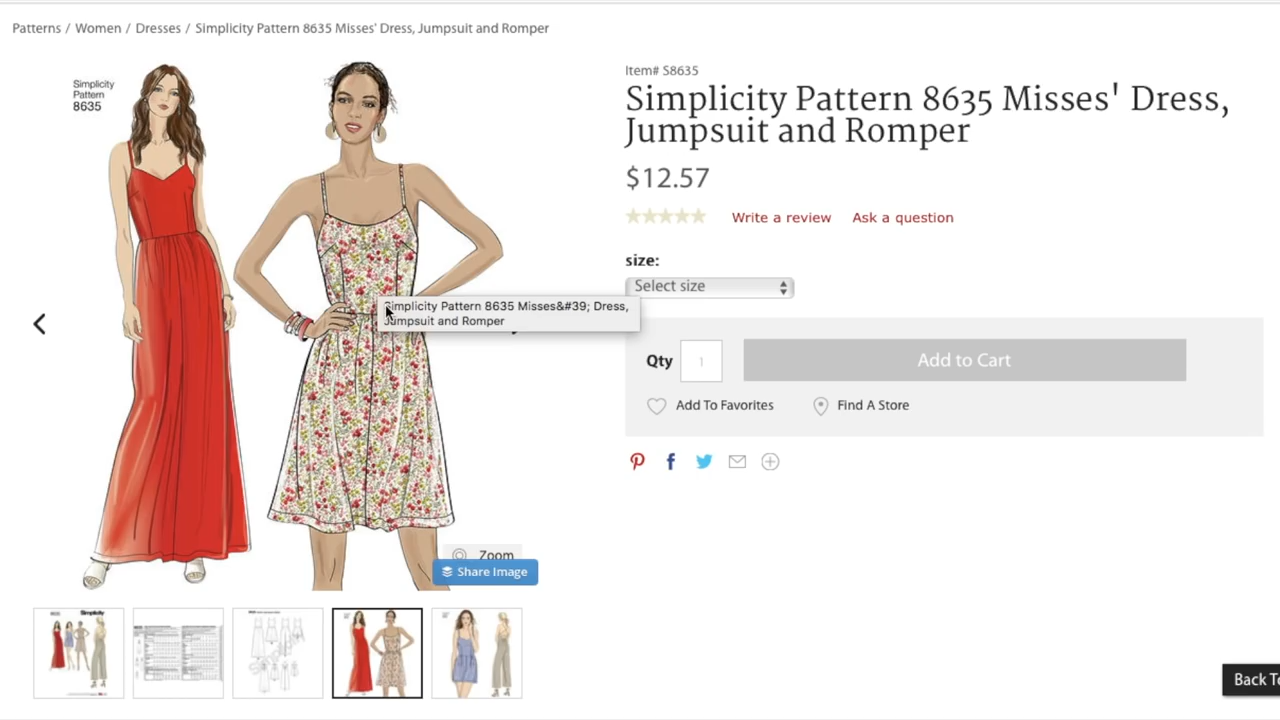 Patterns / Women / Dresses / Simplicity Pattern 8635 Misses' Dress, Jumpsuit and Romper
Simplicity
Pattern
8635
Item# S8635
Simplicity Pattern 8635 Misses' Dress,
Jumpsuit and Romper
$12.57
Write a review Ask a question
size:
Select size
Simplicity Pattern 8635 Misses&#39; Dress,
Jumpsuit and Romper
Qty 1 Add to Cart
Add To Favorites Find A Store
Zoom
Share Image
Simplicity
Back